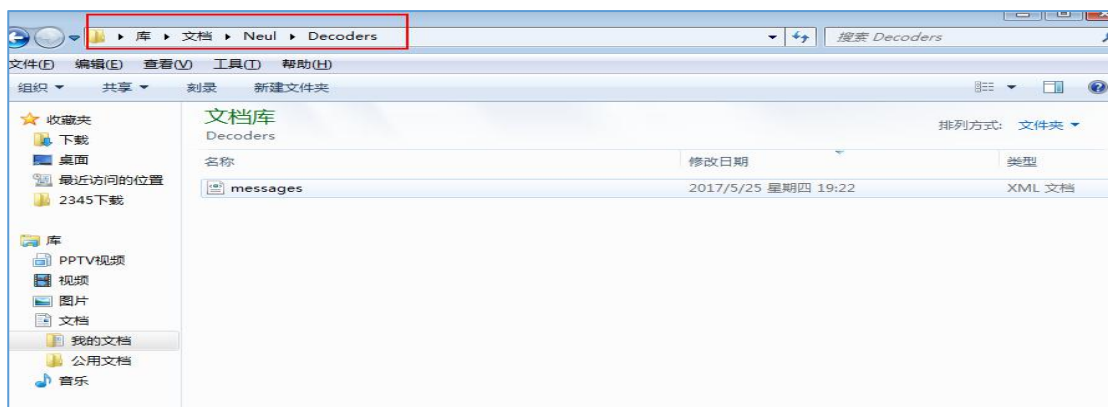 库 ▸ 文档 ▸ Neul ▸ Decoders
搜索 Decoders
文件(F) 编辑(E) 查看(V) 工具(T) 帮助(H)
组织 共享 刻录 新建文件夹
收藏夹
下载
桌面
最近访问的位置
2345下载
库
PPTV视频
视频
图片
文档
我的文档
公用文档
音乐
文档库
Decoders
排列方式: 文件夹
名称 修改日期 类型
messages 2017/5/25 星期四 19:22 XML 文档